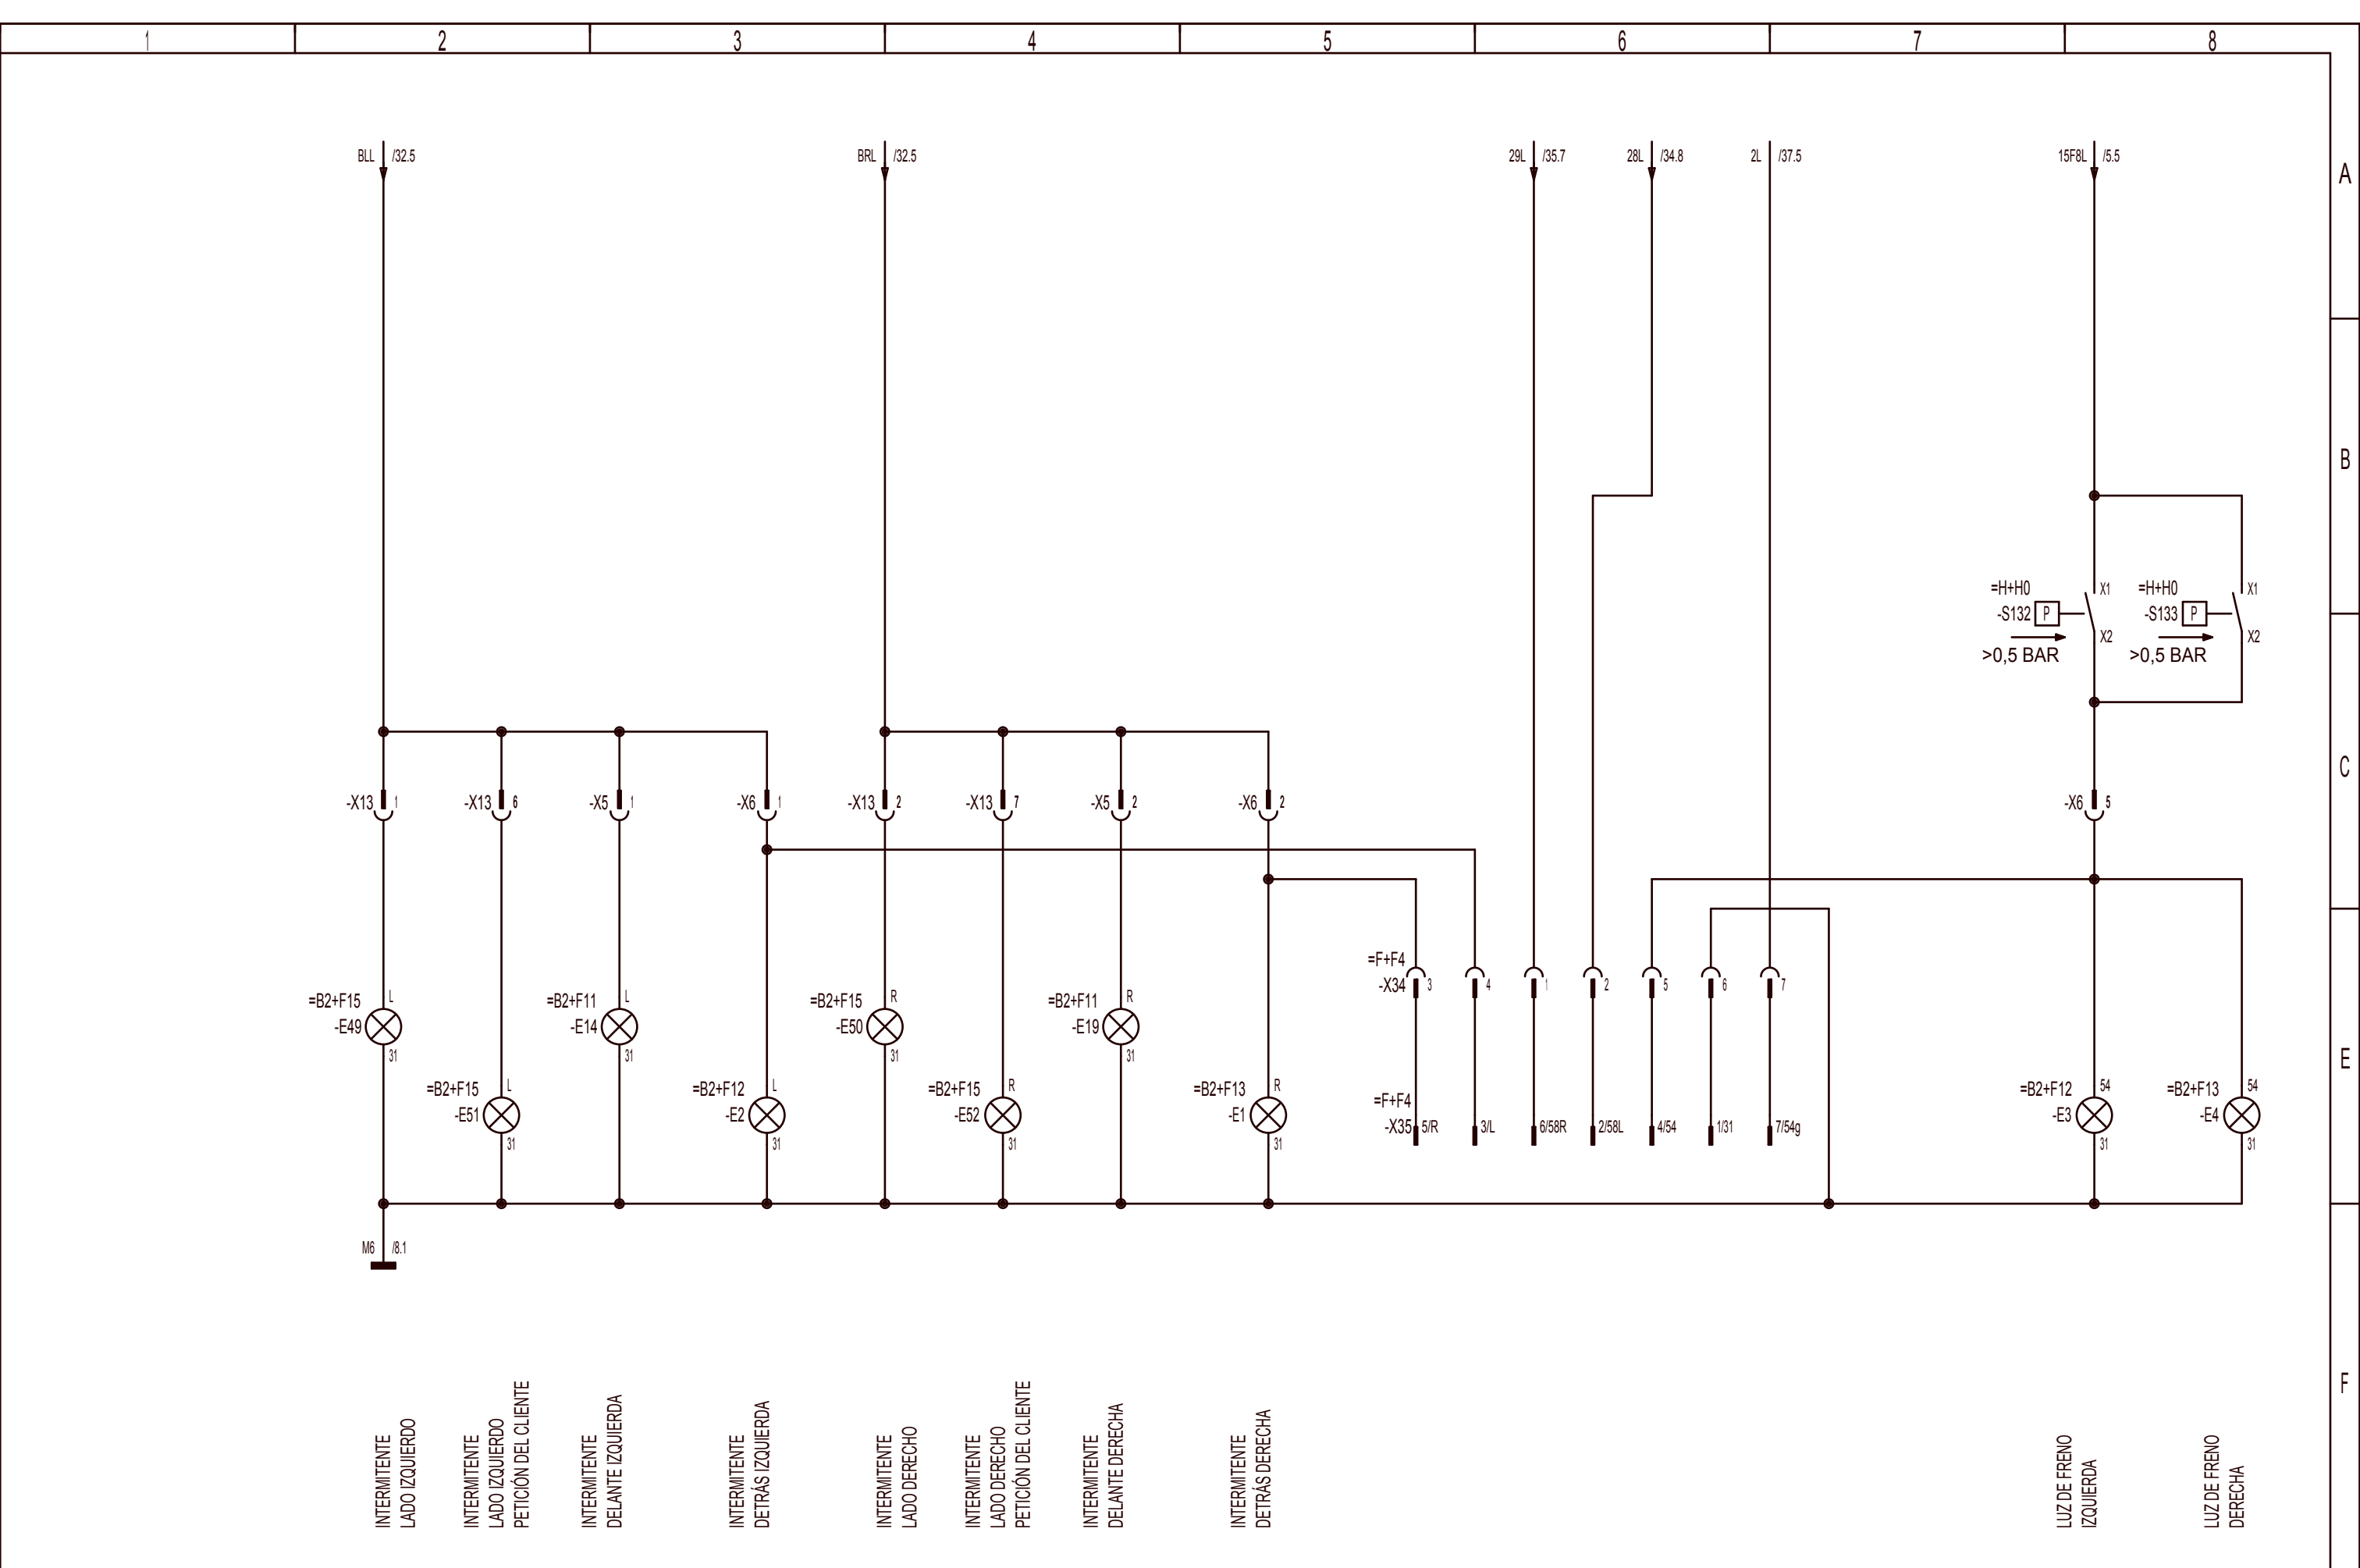 1 2 3 4 5 6 7 8
BLL /32.5 BRL /32.5 29L /35.7 28L /34.8 2L /37.5 15F8L /5.5
A
B
=H+H0 X1 =H+H0 X1
-S132 P -S133 P
X2 X2
>0,5 BAR >0,5 BAR
C
-X13 1 -X13 6 -X5 1 -X6 1 -X13 2 -X13 7 -X5 2 -X6 2 -X6 5
=F+F4
-X34 3 4 1 2 5 6 7
=B2+F15 L =B2+F11 L =B2+F15 R =B2+F11 R
-E49 -E14 -E50 -E19
31 31 31 31
E
=B2+F15 L =B2+F12 L =B2+F15 R =B2+F13 R =F+F4 =B2+F12 54 =B2+F13 54
-E51 -E2 -E52 -E1 -X35 5/R 3/L 6/58R 2/58L 4/54 1/31 7/54g -E3 -E4
31 31 31 31 31 31
M6 /8.1
F
INTERMITENTE
LADO IZQUIERDO
INTERMITENTE
LADO IZQUIERDO
PETICIÓN DEL CLIENTE
INTERMITENTE
DELANTE IZQUIERDA
INTERMITENTE
DETRÁS IZQUIERDA
INTERMITENTE
LADO DERECHO
INTERMITENTE
LADO DERECHO
PETICIÓN DEL CLIENTE
INTERMITENTE
DELANTE DERECHA
INTERMITENTE
DETRÁS DERECHA
LUZ DE FRENO
IZQUIERDA
LUZ DE FRENO
DERECHA